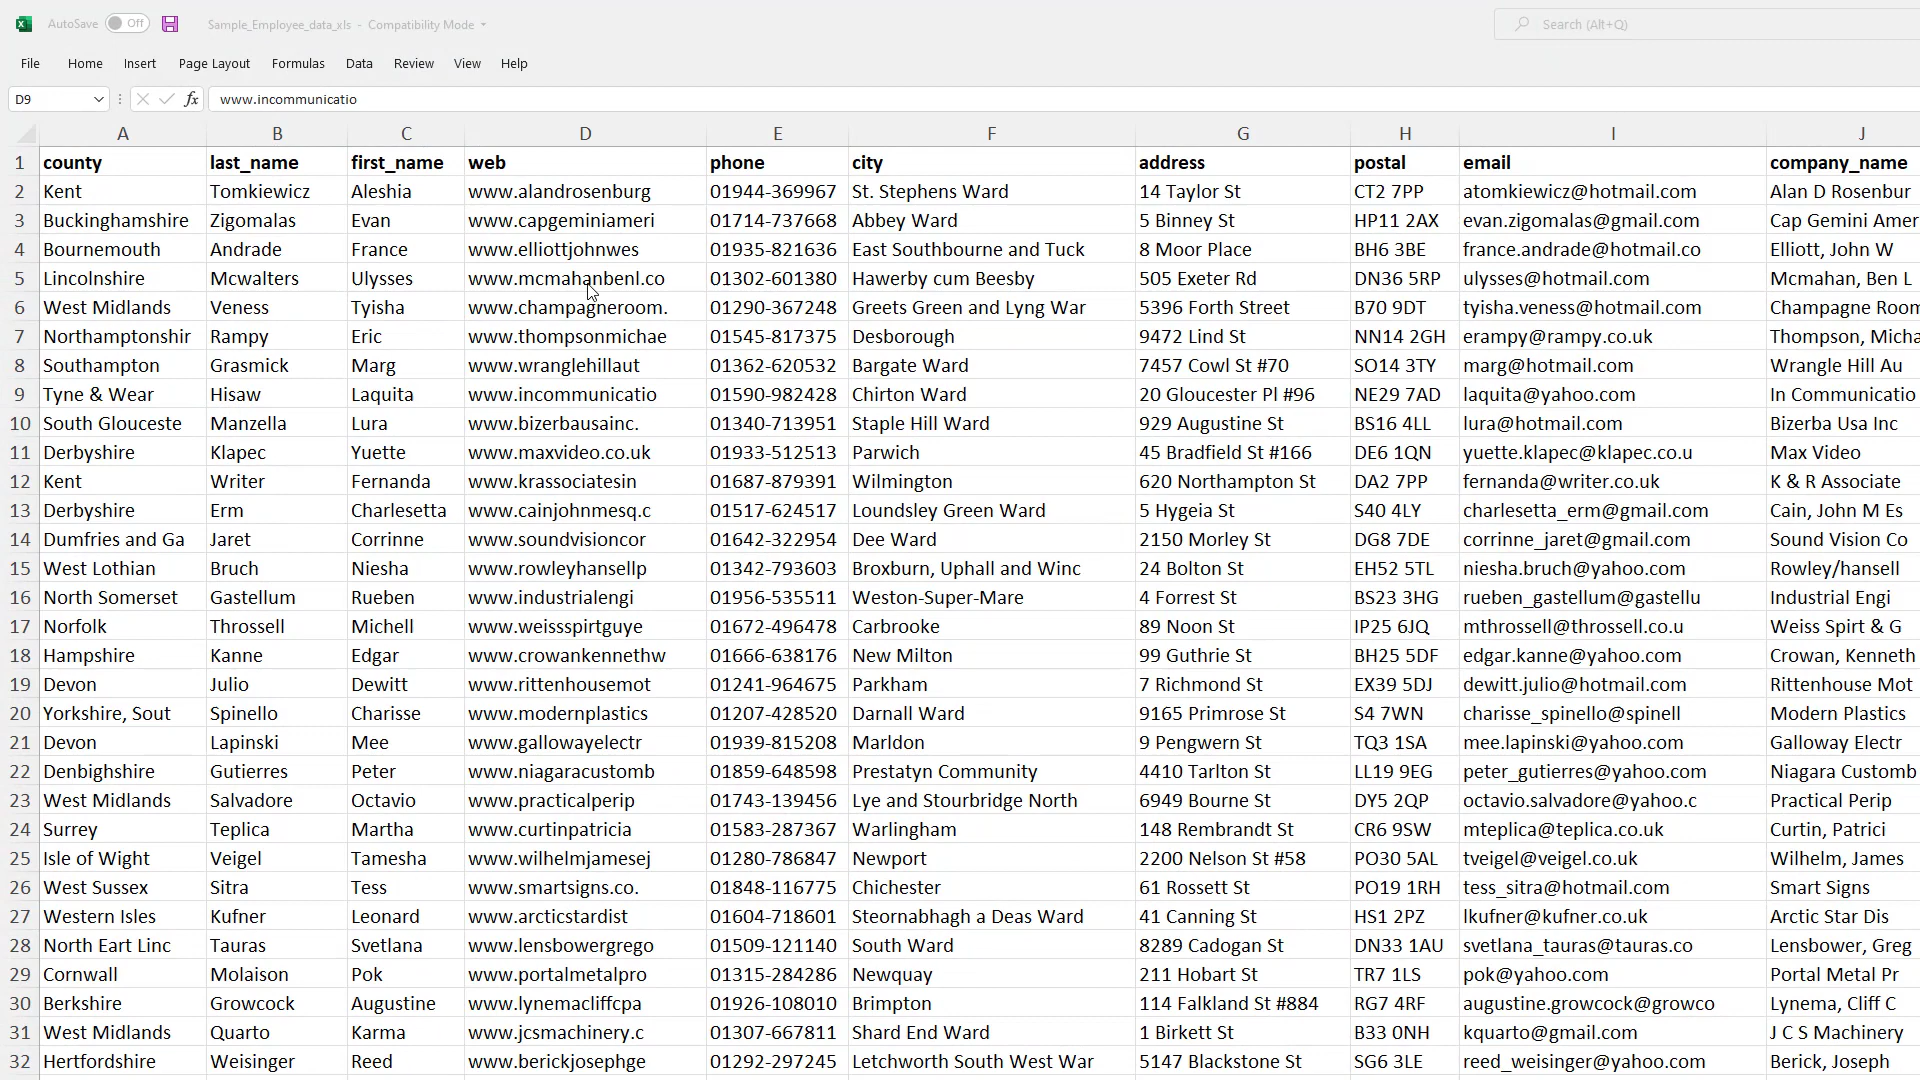 AutoSave Off Sample_Employee_data_xls - Compatibility Mode Search (Alt+Q)
File Home Insert Page Layout Formulas Data Review View Help
D9 fx www.incommunicatio
A B C D E F G H I J
1 county last_name first_name web phone city address postal email company_name
2 Kent Tomkiewicz Aleshia www.alandrosenburg 01944-369967 St. Stephens Ward 14 Taylor St CT2 7PP atomkiewicz@hotmail.com Alan D Rosenbur
3 Buckinghamshire Zigomalas Evan www.capgeminiameri 01714-737668 Abbey Ward 5 Binney St HP11 2AX evan.zigomalas@gmail.com Cap Gemini Amer
4 Bournemouth Andrade France www.elliottjohnwes 01935-821636 East Southbourne and Tuck 8 Moor Place BH6 3BE france.andrade@hotmail.co Elliott, John W
5 Lincolnshire Mcwalters Ulysses www.mcmahanbenl.co 01302-601380 Hawerby cum Beesby 505 Exeter Rd DN36 5RP ulysses@hotmail.com Mcmahan, Ben L
6 West Midlands Veness Tyisha www.champagneroom. 01290-367248 Greets Green and Lyng War 5396 Forth Street B70 9DT tyisha.veness@hotmail.com Champagne Room
7 Northamptonshir Rampy Eric www.thompsonmichae 01545-817375 Desborough 9472 Lind St NN14 2GH erampy@rampy.co.uk Thompson, Micha
8 Southampton Grasmick Marg www.wranglehillaut 01362-620532 Bargate Ward 7457 Cowl St #70 SO14 3TY marg@hotmail.com Wrangle Hill Au
9 Tyne & Wear Hisaw Laquita www.incommunicatio 01590-982428 Chirton Ward 20 Gloucester Pl #96 NE29 7AD laquita@yahoo.com In Communicatio
10 South Glouceste Manzella Lura www.bizerbausainc. 01340-713951 Staple Hill Ward 929 Augustine St BS16 4LL lura@hotmail.com Bizerba Usa Inc
11 Derbyshire Klapec Yuette www.maxvideo.co.uk 01933-512513 Parwich 45 Bradfield St #166 DE6 1QN yuette.klapec@klapec.co.u Max Video
12 Kent Writer Fernanda www.krassociatesin 01687-879391 Wilmington 620 Northampton St DA2 7PP fernanda@writer.co.uk K & R Associate
13 Derbyshire Erm Charlesetta www.cainjohnmesq.c 01517-624517 Loundsley Green Ward 5 Hygeia St S40 4LY charlesetta_erm@gmail.com Cain, John M Es
14 Dumfries and Ga Jaret Corrinne www.soundvisioncor 01642-322954 Dee Ward 2150 Morley St DG8 7DE corrinne_jaret@gmail.com Sound Vision Co
15 West Lothian Bruch Niesha www.rowleyhansellp 01342-793603 Broxburn, Uphall and Winc 24 Bolton St EH52 5TL niesha.bruch@yahoo.com Rowley/hansell
16 North Somerset Gastellum Rueben www.industrialengi 01956-535511 Weston-Super-Mare 4 Forrest St BS23 3HG rueben_gastellum@gastellu Industrial Engi
17 Norfolk Throssell Michell www.weissspirtguye 01672-496478 Carbrooke 89 Noon St IP25 6JQ mthrossell@throssell.co.u Weiss Spirt & G
18 Hampshire Kanne Edgar www.crowankennethw 01666-638176 New Milton 99 Guthrie St BH25 5DF edgar.kanne@yahoo.com Crowan, Kenneth
19 Devon Julio Dewitt www.rittenhousemot 01241-964675 Parkham 7 Richmond St EX39 5DJ dewitt.julio@hotmail.com Rittenhouse Mot
20 Yorkshire, Sout Spinello Charisse www.modernplastics 01207-428520 Darnall Ward 9165 Primrose St S4 7WN charisse_spinello@spinell Modern Plastics
21 Devon Lapinski Mee www.gallowayelectr 01939-815208 Marldon 9 Pengwern St TQ3 1SA mee.lapinski@yahoo.com Galloway Electr
22 Denbighshire Gutierres Peter www.niagaracustomb 01859-648598 Prestatyn Community 4410 Tarlton St LL19 9EG peter_gutierres@yahoo.com Niagara Customb
23 West Midlands Salvadore Octavio www.practicalperip 01743-139456 Lye and Stourbridge North 6949 Bourne St DY5 2QP octavio.salvadore@yahoo.c Practical Perip
24 Surrey Teplica Martha www.curtinpatricia 01583-287367 Warlingham 148 Rembrandt St CR6 9SW mteplica@teplica.co.uk Curtin, Patrici
25 Isle of Wight Veigel Tamesha www.wilhelmjamesej 01280-786847 Newport 2200 Nelson St #58 PO30 5AL tveigel@veigel.co.uk Wilhelm, James
26 West Sussex Sitra Tess www.smartsigns.co. 01848-116775 Chichester 61 Rossett St PO19 1RH tess_sitra@hotmail.com Smart Signs
27 Western Isles Kufner Leonard www.arcticstardist 01604-718601 Steornabhagh a Deas Ward 41 Canning St HS1 2PZ lkufner@kufner.co.uk Arctic Star Dis
28 North Eart Linc Tauras Svetlana www.lensbowergrego 01509-121140 South Ward 8289 Cadogan St DN33 1AU svetlana_tauras@tauras.co Lensbower, Greg
29 Cornwall Molaison Pok www.portalmetalpro 01315-284286 Newquay 211 Hobart St TR7 1LS pok@yahoo.com Portal Metal Pr
30 Berkshire Growcock Augustine www.lynemacliffcpa 01926-108010 Brimpton 114 Falkland St #884 RG7 4RF augustine.growcock@growco Lynema, Cliff C
31 West Midlands Quarto Karma www.jcsmachinery.c 01307-667811 Shard End Ward 1 Birkett St B33 0NH kquarto@gmail.com J C S Machinery
32 Hertfordshire Weisinger Reed www.berickjosephge 01292-297245 Letchworth South West War 5147 Blackstone St SG6 3LE reed_weisinger@yahoo.com Berick, Joseph